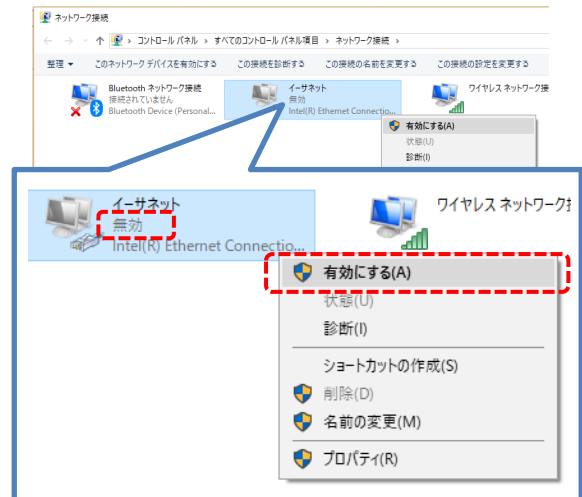 ネットワーク接続
コントロール パネル › すべてのコントロール パネル項目 › ネットワーク接続 ›
整理 このネットワーク デバイスを有効にする この接続を診断する この接続の名前を変更する この接続の設定を変更する
Bluetooth ネットワーク接続
接続されていません
Bluetooth Device (Personal...
イーサネット
無効
Intel(R) Ethernet Connectio...
ワイヤレス ネットワーク接
有効にする(A)
状態(U)
診断(I)
イーサネット
無効
Intel(R) Ethernet Connectio...
ワイヤレス ネットワーク
有効にする(A)
状態(U)
診断(I)
ショートカットの作成(S)
削除(D)
名前の変更(M)
プロパティ(R)